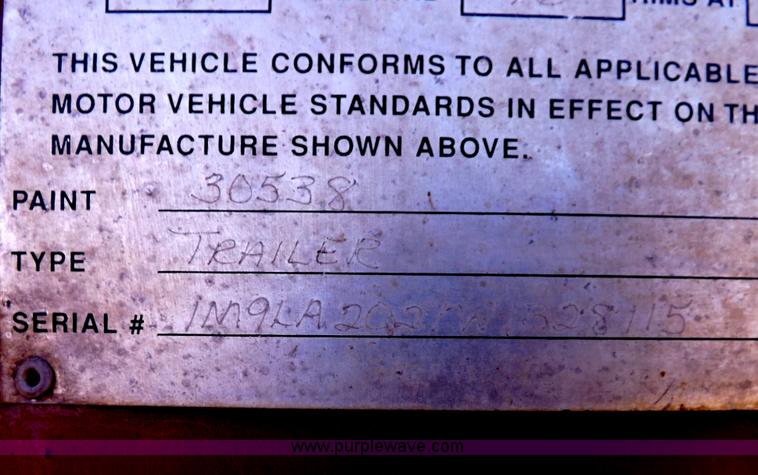 THIS VEHICLE CONFORMS TO ALL APPLICABLE
MOTOR VEHICLE STANDARDS IN EFFECT ON TH
MANUFACTURE SHOWN ABOVE.
PAINT 30538
TYPE TRAILER
SERIAL #
www.purplewave.com